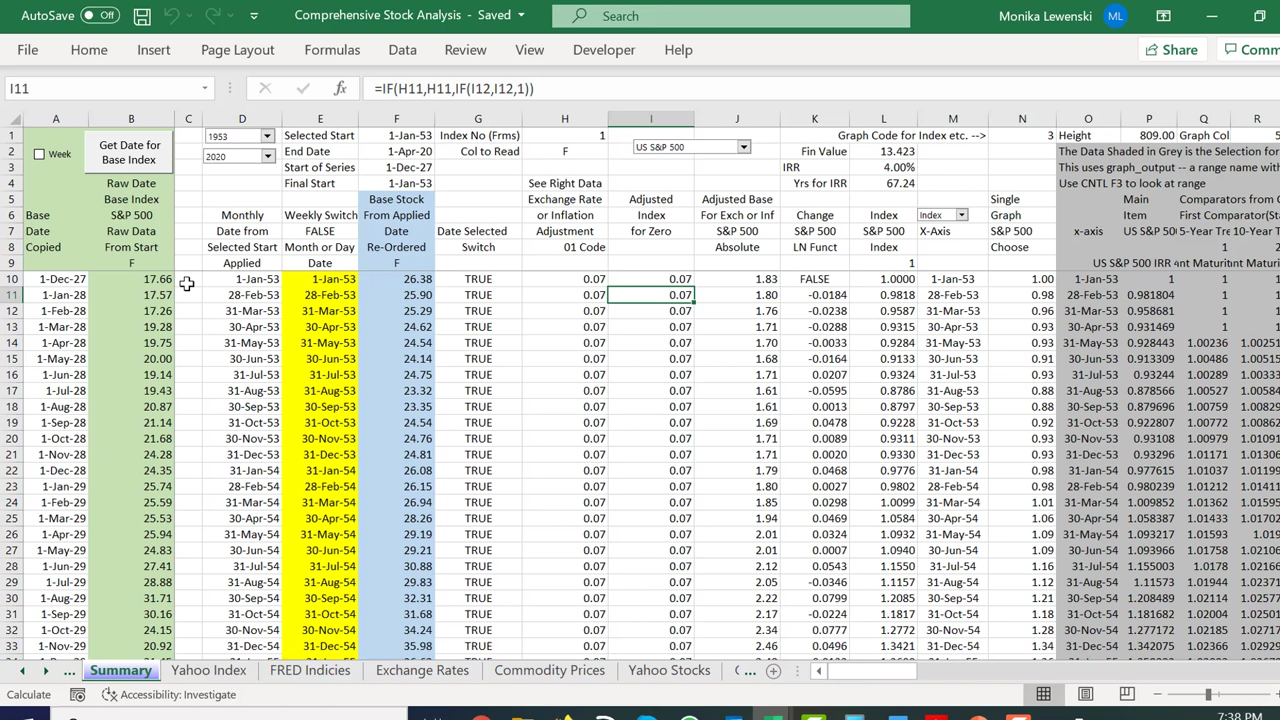 AutoSave Off Comprehensive Stock Analysis - Saved Search Monika Lewenski ML
File Home Insert Page Layout Formulas Data Review View Developer Help Share Comm
I11 fx =IF(H11,H11,IF(I12,I12,1))
A B C D E F G H I J K L M N O P Q R
1 1953 Selected Start 1-Jan-53 Index No (Frms) 1 Graph Code for Index etc. --> 3 Height 809.00 Graph Col
2 Week Get Date for Base Index 2020 End Date 1-Apr-20 Col to Read F US S&P 500 Fin Value 13.423 The Data Shaded in Grey is the Selection for
3 Start of Series 1-Dec-27 IRR 4.00% This uses graph_output -- a range name with
4 Raw Date Final Start 1-Jan-53 See Right Data Yrs for IRR 67.24 Use CNTL F3 to look at range
5 Base Index Base Stock Exchange Rate Adjusted Adjusted Base Single Main Comparators from C
6 Base S&P 500 Monthly Weekly Switch From Applied or Inflation Index For Exch or Inf Change Index Index Graph Item First Comparator(St
7 Date Raw Data Date from FALSE Date Date Selected Adjustment for Zero S&P 500 S&P 500 S&P 500 X-Axis S&P 500 x-axis US S&P 50 5-Year Tre 10-Year
8 Copied From Start Selected Start Month or Day Re-Ordered Switch 01 Code Absolute LN Funct Index Choose 1
9 F Applied Date F 1 US S&P 500 IRR
10 1-Dec-27 17.66 1-Jan-53 1-Jan-53 26.38 TRUE 0.07 0.07 1.83 FALSE 1.0000 1-Jan-53 1.00 1-Jan-53 1 1 1
11 1-Jan-28 17.57 28-Feb-53 28-Feb-53 25.90 TRUE 0.07 0.07 1.80 -0.0184 0.9818 28-Feb-53 0.98 28-Feb-53 0.981804 1 1
12 1-Feb-28 17.26 31-Mar-53 31-Mar-53 25.29 TRUE 0.07 0.07 1.76 -0.0238 0.9587 31-Mar-53 0.96 31-Mar-53 0.958681 1 1
13 1-Mar-28 19.28 30-Apr-53 30-Apr-53 24.62 TRUE 0.07 0.07 1.71 -0.0288 0.9315 30-Apr-53 0.93 30-Apr-53 0.931469 1 1
14 1-Apr-28 19.75 31-May-53 31-May-53 24.54 TRUE 0.07 0.07 1.70 -0.0033 0.9284 31-May-53 0.93 31-May-53 0.928443 1.00236 1.00251
15 1-May-28 20.00 30-Jun-53 30-Jun-53 24.14 TRUE 0.07 0.07 1.68 -0.0164 0.9133 30-Jun-53 0.91 30-Jun-53 0.913309 1.00486 1.00515
16 1-Jun-28 19.14 31-Jul-53 31-Jul-53 24.75 TRUE 0.07 0.07 1.72 0.0250 0.9364 31-Jul-53 0.93 31-Jul-53 0.93244 1.00288 1.00333
17 1-Jul-28 19.43 31-Aug-53 31-Aug-53 23.32 TRUE 0.07 0.07 1.61 -0.0595 0.8786 31-Aug-53 0.88 31-Aug-53 0.878566 1.00527 1.00584
18 1-Aug-28 20.87 30-Sep-53 30-Sep-53 23.35 TRUE 0.07 0.07 1.61 0.0013 0.8797 30-Sep-53 0.88 30-Sep-53 0.879696 1.00759 1.00732
19 1-Sep-28 21.14 31-Oct-53 31-Oct-53 24.54 TRUE 0.07 0.07 1.69 0.0478 0.9228 31-Oct-53 0.92 31-Oct-53 0.922807 1.00772 1.00862
20 1-Oct-28 21.68 30-Nov-53 30-Nov-53 24.76 TRUE 0.07 0.07 1.71 0.0089 0.9311 30-Nov-53 0.93 30-Nov-53 0.93108 1.00979 1.01091
21 1-Nov-28 24.28 31-Dec-53 31-Dec-53 24.81 TRUE 0.07 0.07 1.71 0.0020 0.9330 31-Dec-53 0.93 31-Dec-53 0.93296 1.01128
22 1-Dec-28 24.35 31-Jan-54 31-Jan-54 26.08 TRUE 0.07 0.07 1.79 0.0468 0.9776 31-Jan-54 0.98 31-Jan-54 0.977615 1.01037 1.01195
23 1-Jan-29 25.74 28-Feb-54 28-Feb-54 26.15 TRUE 0.07 0.07 1.80 0.0027 0.9802 28-Feb-54 0.98 28-Feb-54 0.980239 1.01214 1.01412
24 1-Feb-29 25.59 31-Mar-54 31-Mar-54 26.94 TRUE 0.07 0.07 1.85 0.0298 1.0099 31-Mar-54 1.01 31-Mar-54 1.009852 1.01362
25 1-Mar-29 25.53 30-Apr-54 30-Apr-54 28.26 TRUE 0.07 0.07 1.94 0.0469 1.0584 30-Apr-54 1.06 30-Apr-54 1.058387 1.01433 1.01702
26 1-Apr-29 25.94 31-May-54 31-May-54 29.19 TRUE 0.07 0.07 2.01 0.0324 1.0932 31-May-54 1.09 31-May-54 1.093217 1.01593 1.019
27 1-May-29 24.83 30-Jun-54 30-Jun-54 29.21 TRUE 0.07 0.07 2.01 0.0007 1.0940 30-Jun-54 1.09 30-Jun-54 1.093966 1.01758 1.02106
28 1-Jun-29 27.41 31-Jul-54 31-Jul-54 30.88 TRUE 0.07 0.07 2.12 0.0543 1.1550 31-Jul-54 1.16 31-Jul-54 1.155003 1.0178 1.02166
29 1-Jul-29 28.88 31-Aug-54 31-Aug-54 29.83 TRUE 0.07 0.07 2.05 -0.0346 1.1157 31-Aug-54 1.12 31-Aug-54 1.11573 1.01944 1.02366
30 1-Aug-29 31.71 30-Sep-54 30-Sep-54 32.31 TRUE 0.07 0.07 2.22 0.0799 1.2085 30-Sep-54 1.21 30-Sep-54 1.208489 1.02114 1.02577
31 1-Sep-29 30.16 31-Oct-54 31-Oct-54 31.68 TRUE 0.07 0.07 2.17 -0.0224 1.1817 31-Oct-54 1.18 31-Oct-54 1.181682 1.02004 1.02501
32 1-Oct-29 24.15 30-Nov-54 30-Nov-54 34.24 TRUE 0.07 0.07 2.34 0.0777 1.2772 30-Nov-54 1.28 30-Nov-54 1.277172 1.02185 1.02717
33 1-Nov-29 20.92 31-Dec-54 31-Dec-54 35.98 TRUE 0.07 0.07 2.46 0.0496 1.3421 31-Dec-54 1.34 31-Dec-54 1.342075 1.02291 1.02857
Summary Yahoo Index FRED Indicies Exchange Rates Commodity Prices Yahoo Stocks ...
Calculate Accessibility: Investigate
7:38 PM